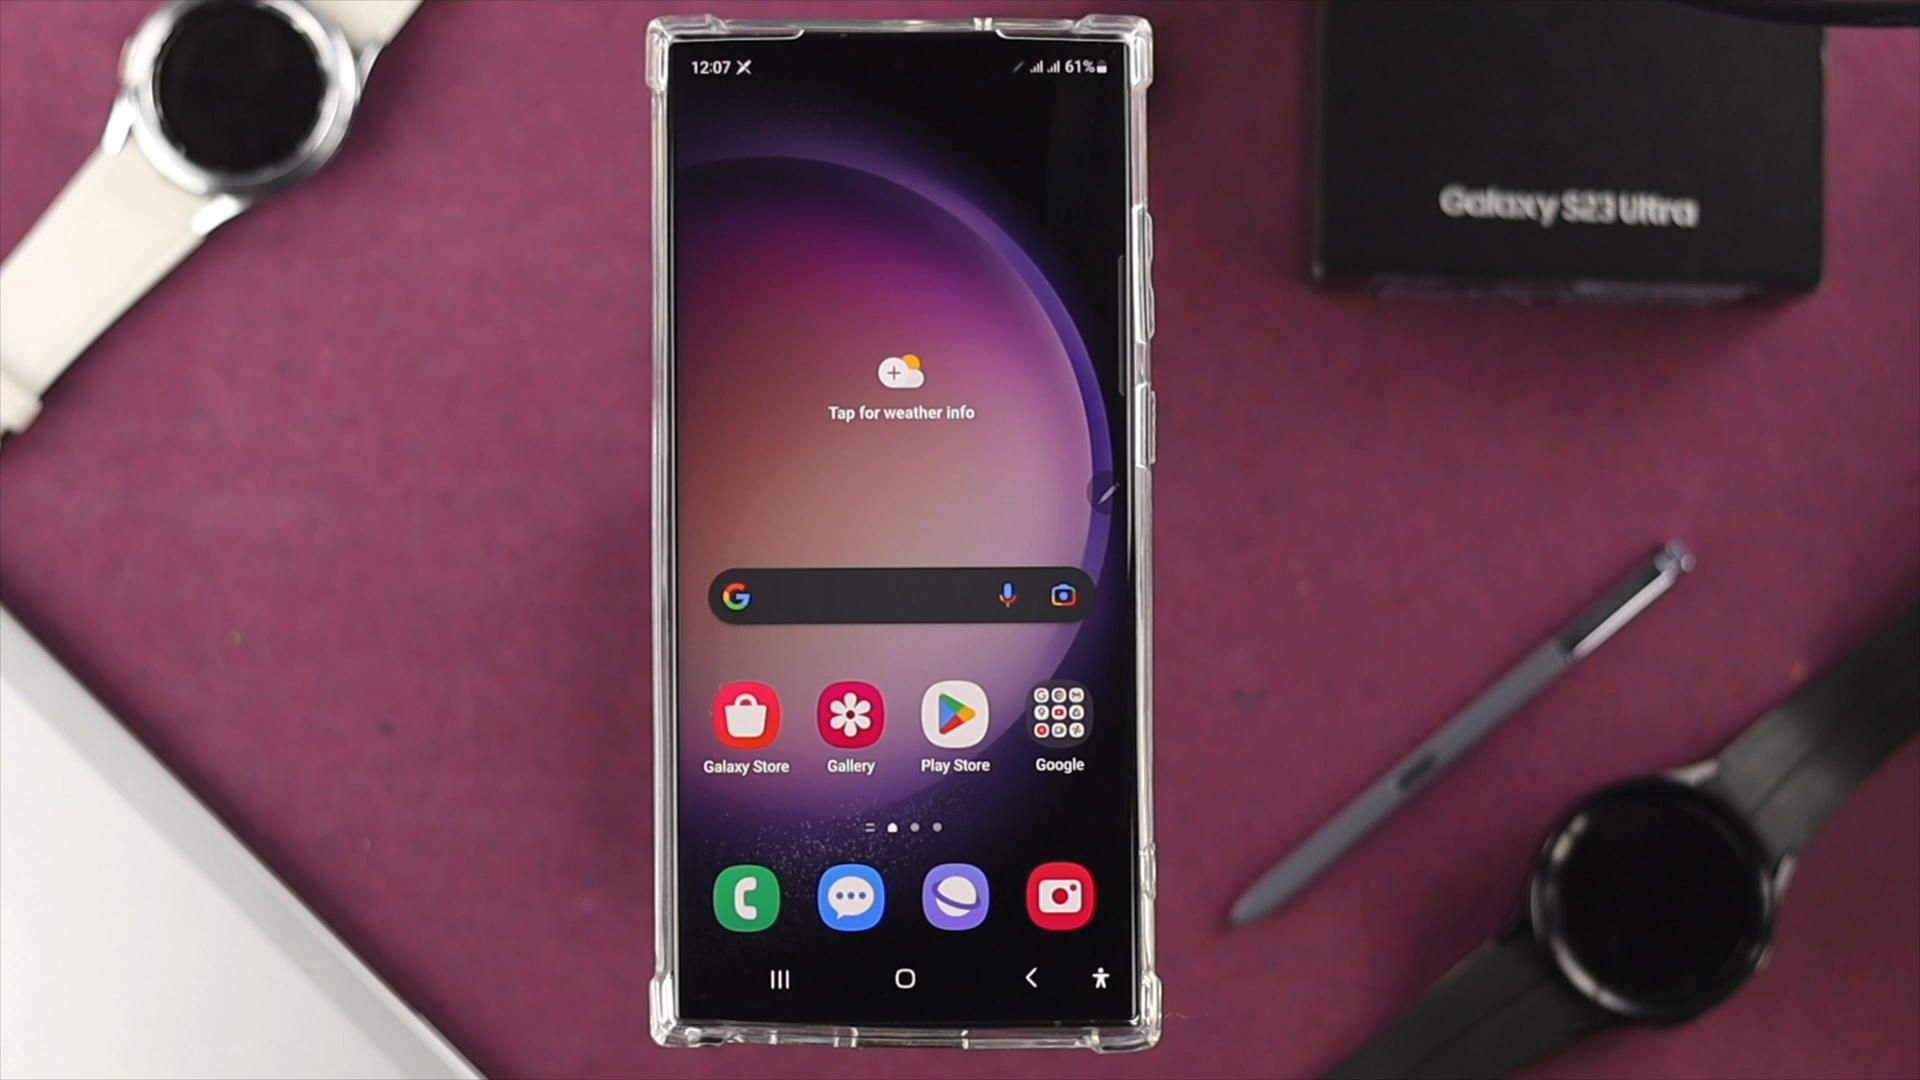 12:07
61%
Galaxy S23 Ultra
Tap for weather info
G
Galaxy Store
Gallery
Play Store
Google